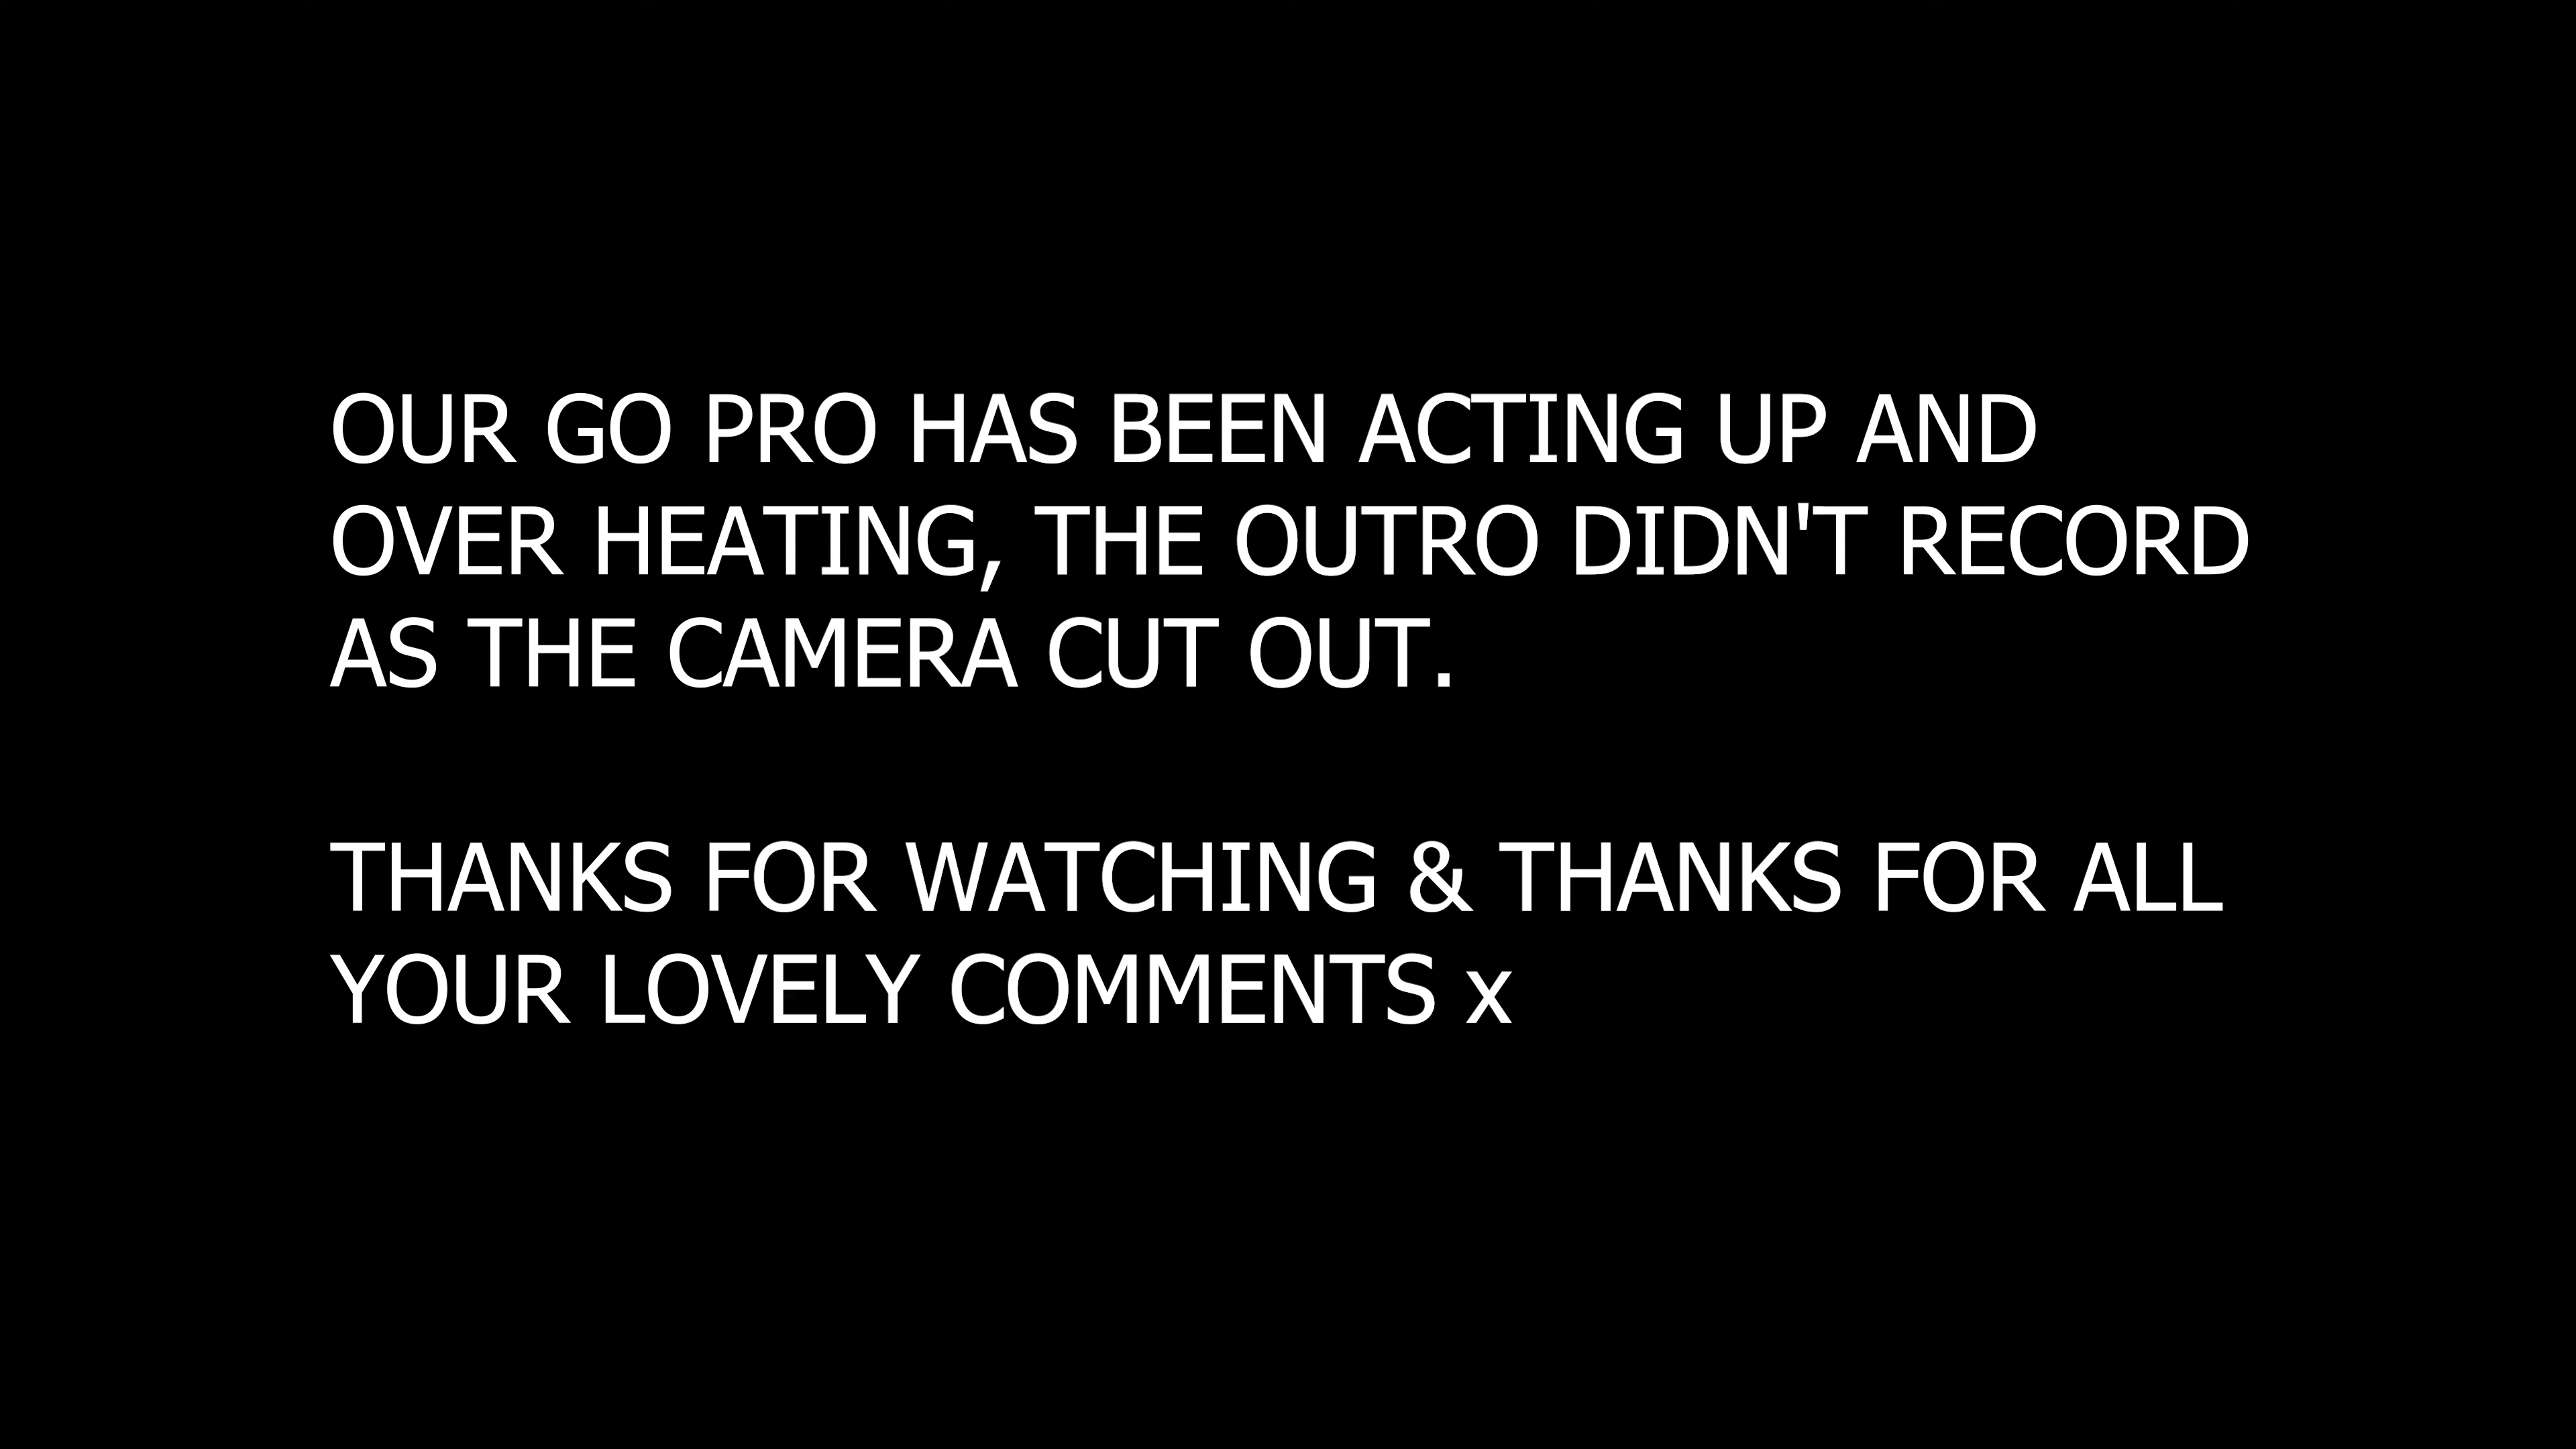 OUR GO PRO HAS BEEN ACTING UP AND
OVER HEATING, THE OUTRO DIDN'T RECORD
AS THE CAMERA CUT OUT.
THANKS FOR WATCHING & THANKS FOR ALL
YOUR LOVELY COMMENTS x